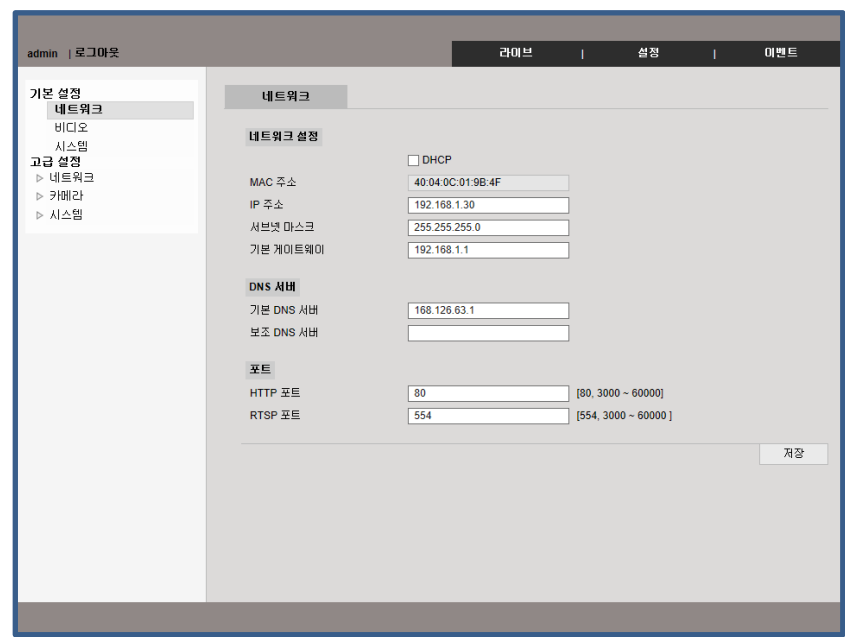 admin | 로그아웃
라이브 | 설정 | 이벤트
기본 설정
네트워크
비디오
시스템
고급 설정
▷ 네트워크
▷ 카메라
▷ 시스템
네트워크
네트워크 설정
DHCP
MAC 주소 40:04:0C:01:9B:4F
IP 주소 192.168.1.30
서브넷 마스크 255.255.255.0
기본 게이트웨이 192.168.1.1
DNS 서버
기본 DNS 서버 168.126.63.1
보조 DNS 서버
포트
HTTP 포트 80 [80, 3000 ~ 60000]
RTSP 포트 554 [554, 3000 ~ 60000 ]
저장